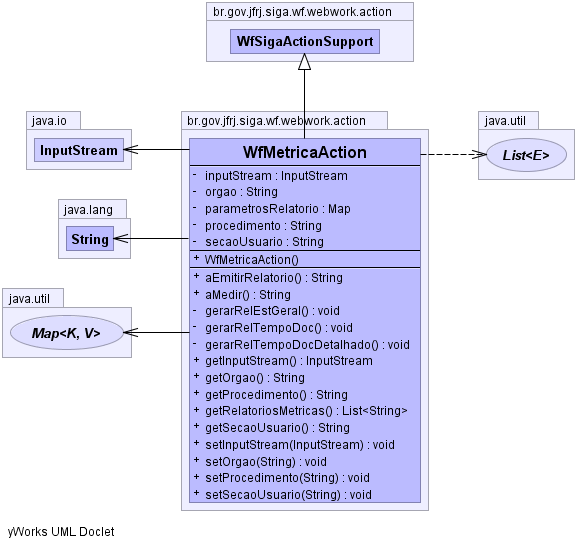 br.gov.jfrj.siga.wf.webwork.action
WfSigaActionSupport
java.io
InputStream
br.gov.jfrj.siga.wf.webwork.action
WfMetricaAction
- inputStream : InputStream
- orgao : String
- parametrosRelatorio : Map
- procedimento : String
- secaoUsuario : String
+ WfMetricaAction()
+ aEmitirRelatorio() : String
+ aMedir() : String
- gerarRelEstGeral() : void
- gerarRelTempoDoc() : void
- gerarRelTempoDocDetalhado() : void
+ getInputStream() : InputStream
+ getOrgao() : String
+ getProcedimento() : String
+ getRelatoriosMetricas() : List<String>
+ getSecaoUsuario() : String
+ setInputStream(InputStream) : void
+ setOrgao(String) : void
+ setProcedimento(String) : void
+ setSecaoUsuario(String) : void
java.util
List<E>
java.lang
String
java.util
Map<K, V>
yWorks UML Doclet